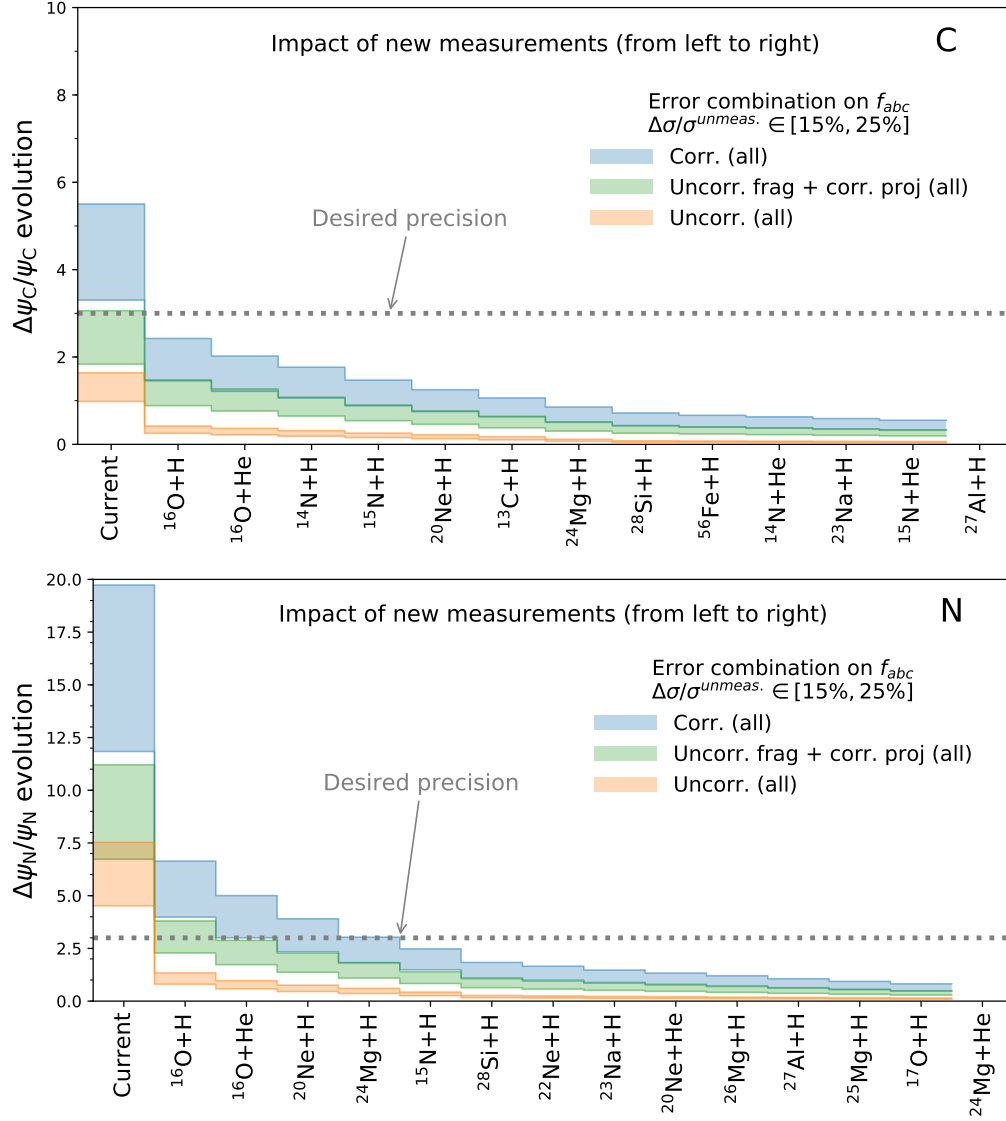 10
8
6
4
2
0
ΔψC/ψC evolution
Impact of new measurements (from left to right)
C
Error combination on fabc
Δσ/σunmeas. ∈ [15%, 25%]
Corr. (all)
Uncorr. frag + corr. proj (all)
Uncorr. (all)
Desired precision
Current
16O+H
16O+He
14N+H
15N+H
20Ne+H
13C+H
24Mg+H
28Si+H
56Fe+H
14N+He
23Na+H
15N+He
27Al+H
20.0
17.5
15.0
12.5
10.0
7.5
5.0
2.5
0.0
ΔψN/ψN evolution
Impact of new measurements (from left to right)
N
Error combination on fabc
Δσ/σunmeas. ∈ [15%, 25%]
Corr. (all)
Uncorr. frag + corr. proj (all)
Uncorr. (all)
Desired precision
Current
16O+H
16O+He
20Ne+H
24Mg+H
15N+H
28Si+H
22Ne+H
23Na+H
20Ne+He
26Mg+H
27Al+H
25Mg+H
17O+H
24Mg+He